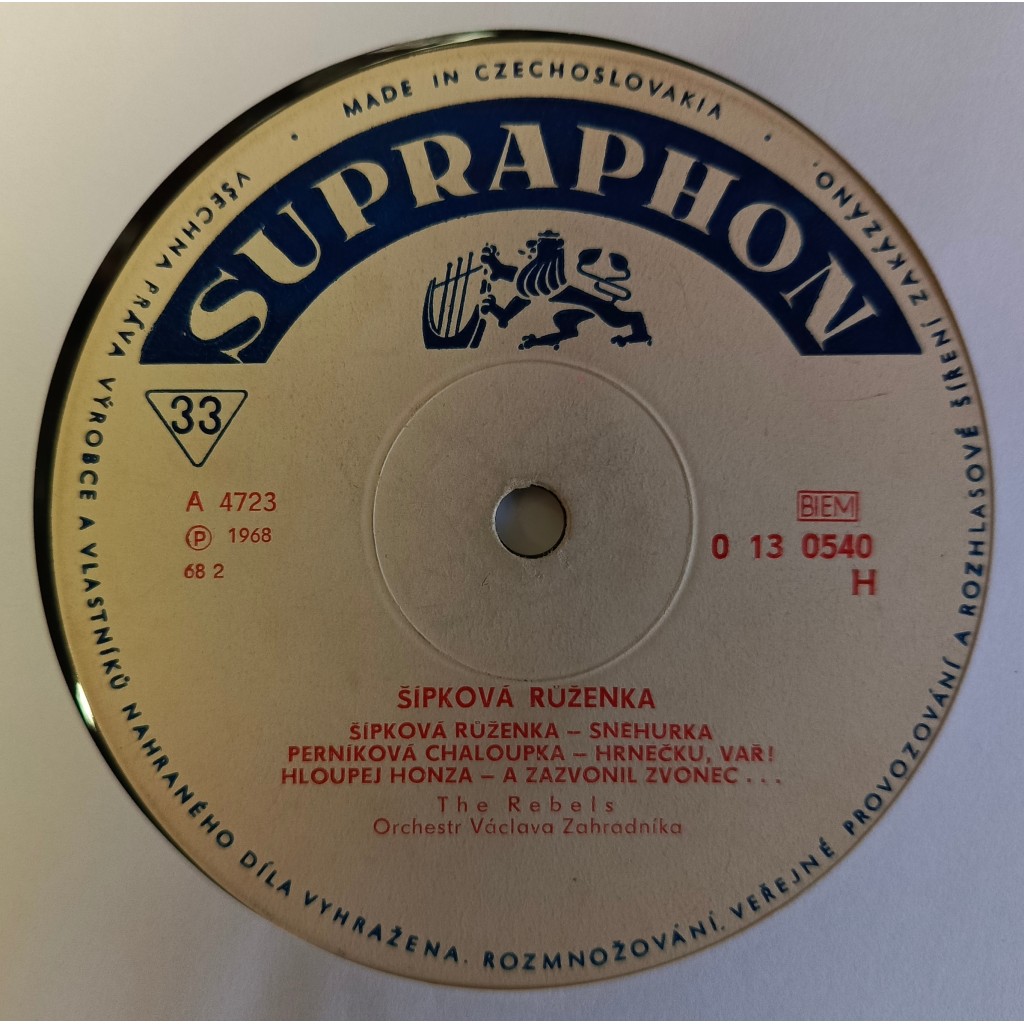 MADE IN CZECHOSLOVAKIA
SUPRAPHON
VŠECHNA PRÁVA VÝROBCE A VLASTNÍKŮ NAHRANÉHO DÍLA VYHRAŽENA. ROZMNOŽOVÁNÍ, VEŘEJNÉ PROVOZOVÁNÍ A ROZHLASOVÉ ŠÍŘENÍ ZAKÁZÁNO.
33
A 4723
Ⓟ 1968
68 2
BIEM
0 13 0540
H
ŠÍPKOVÁ RŮŽENKA
ŠÍPKOVÁ RŮŽENKA – SNĚHURKA
PERNÍKOVÁ CHALOUPKA – HRNEČKU, VAŘ!
HLOUPEJ HONZA – A ZAZVONIL ZVONEC . . .
The Rebels
Orchestr Václava Zahradníka